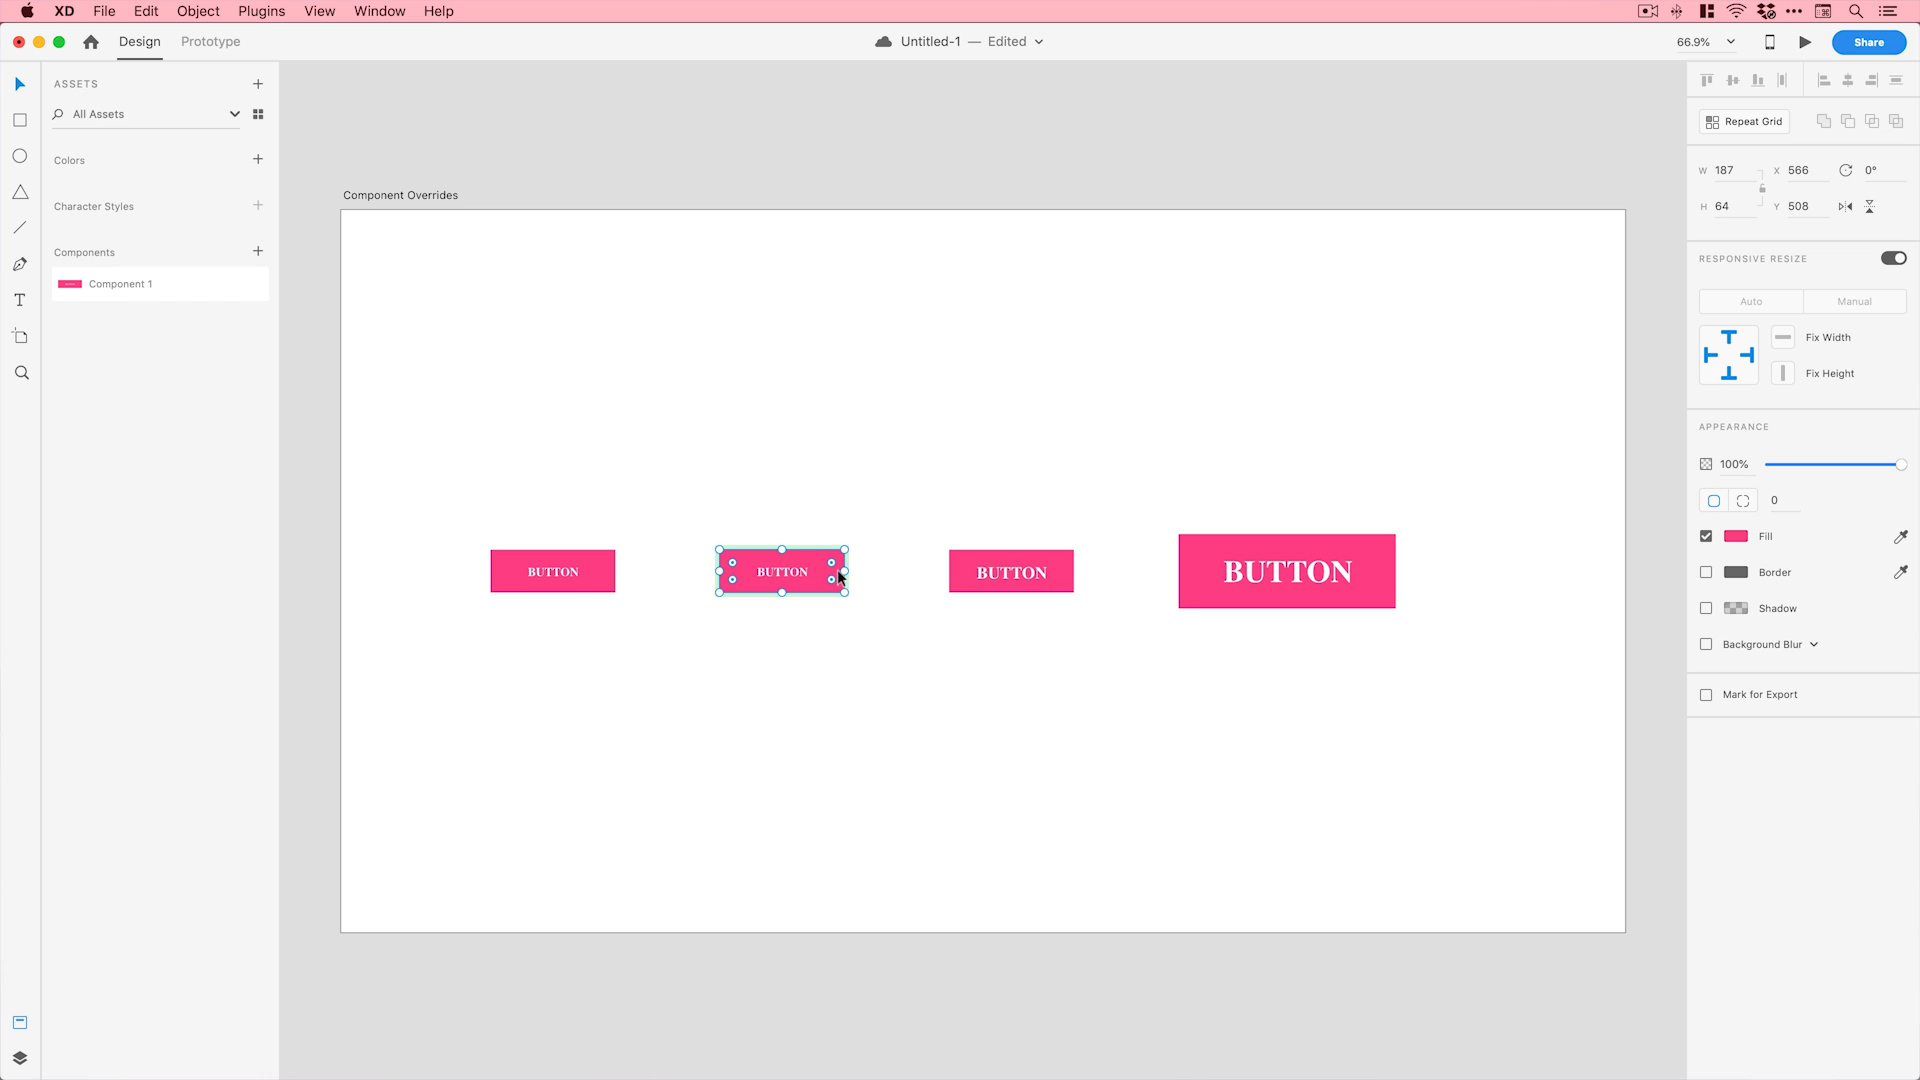 XD File Edit Object Plugins View Window Help
Design Prototype
Untitled-1 — Edited
66.9%
Share
ASSETS
All Assets
Colors
Character Styles
Components
Component 1
Component Overrides
BUTTON
BUTTON
BUTTON
BUTTON
Repeat Grid
W 187 X 566 0°
H 64 Y 508
RESPONSIVE RESIZE
Auto Manual
Fix Width
Fix Height
APPEARANCE
100%
0
Fill
Border
Shadow
Background Blur
Mark for Export